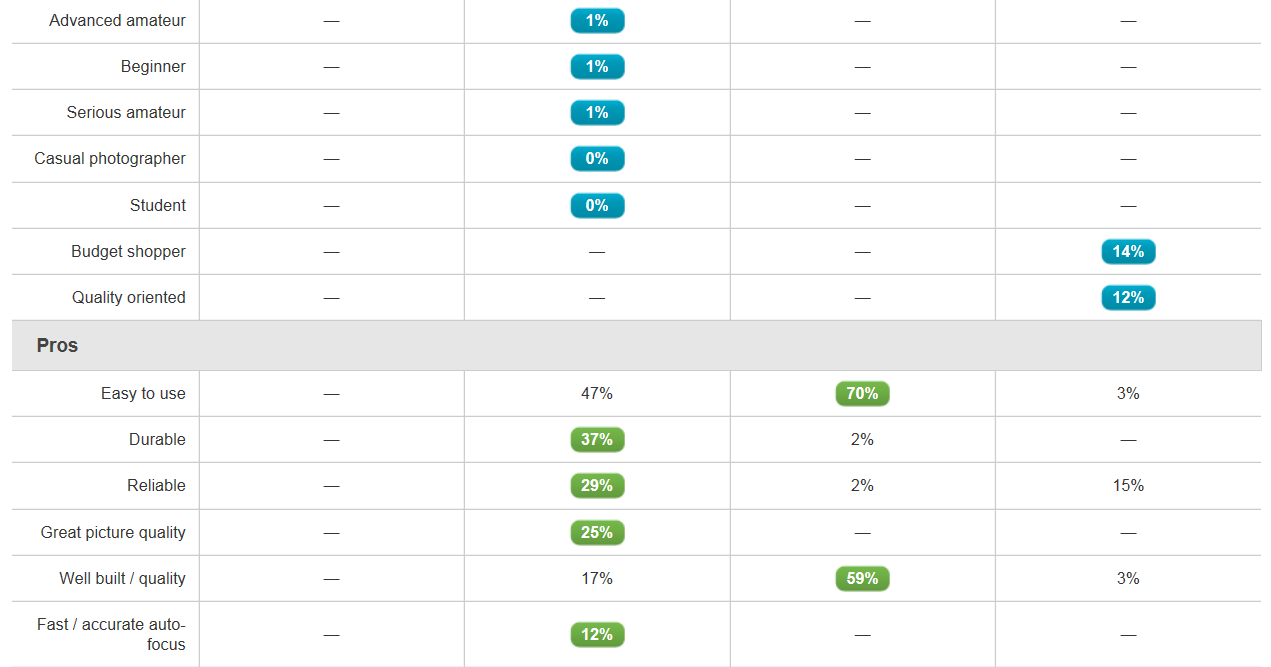 Advanced amateur — 1% — —
Beginner — 1% — —
Serious amateur — 1% — —
Casual photographer — 0% — —
Student — 0% — —
Budget shopper — — — 14%
Quality oriented — — — 12%
Pros
Easy to use — 47% 70% 3%
Durable — 37% 2% —
Reliable — 29% 2% 15%
Great picture quality — 25% — —
Well built / quality — 17% 59% 3%
Fast / accurate auto-
focus — 12% — —